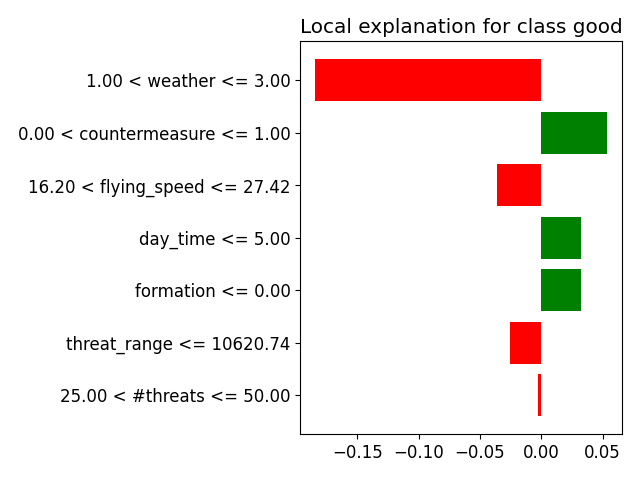 Local explanation for class good
1.00 < weather <= 3.00
0.00 < countermeasure <= 1.00
16.20 < flying_speed <= 27.42
day_time <= 5.00
formation <= 0.00
threat_range <= 10620.74
25.00 < #threats <= 50.00
−0.15 −0.10 −0.05 0.00 0.05